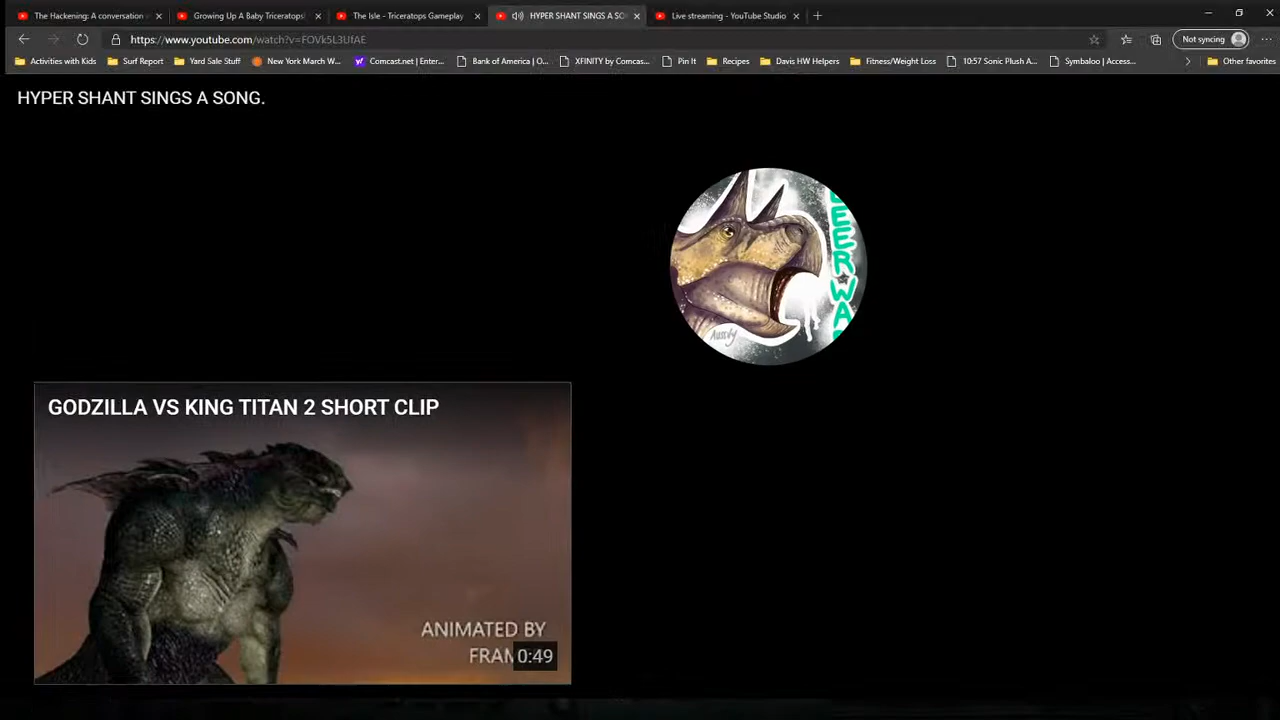 The Hackening: A conversation
Growing Up A Baby Triceratops!
The Isle - Triceratops Gameplay
HYPER SHANT SINGS A SO
Live streaming - YouTube Studio
https://www.youtube.com/watch?v=FOVk5L3UfAE
Not syncing
Activities with Kids
Surf Report
Yard Sale Stuff
New York March W...
Comcast.net | Enter...
Bank of America | O...
XFINITY by Comcas...
Pin It
Recipes
Davis HW Helpers
Fitness/Weight Loss
10:57 Sonic Plush A...
Symbaloo | Access...
Other favorites
HYPER SHANT SINGS A SONG.
GODZILLA VS KING TITAN 2 SHORT CLIP
ANIMATED BY
FRAM
0:49